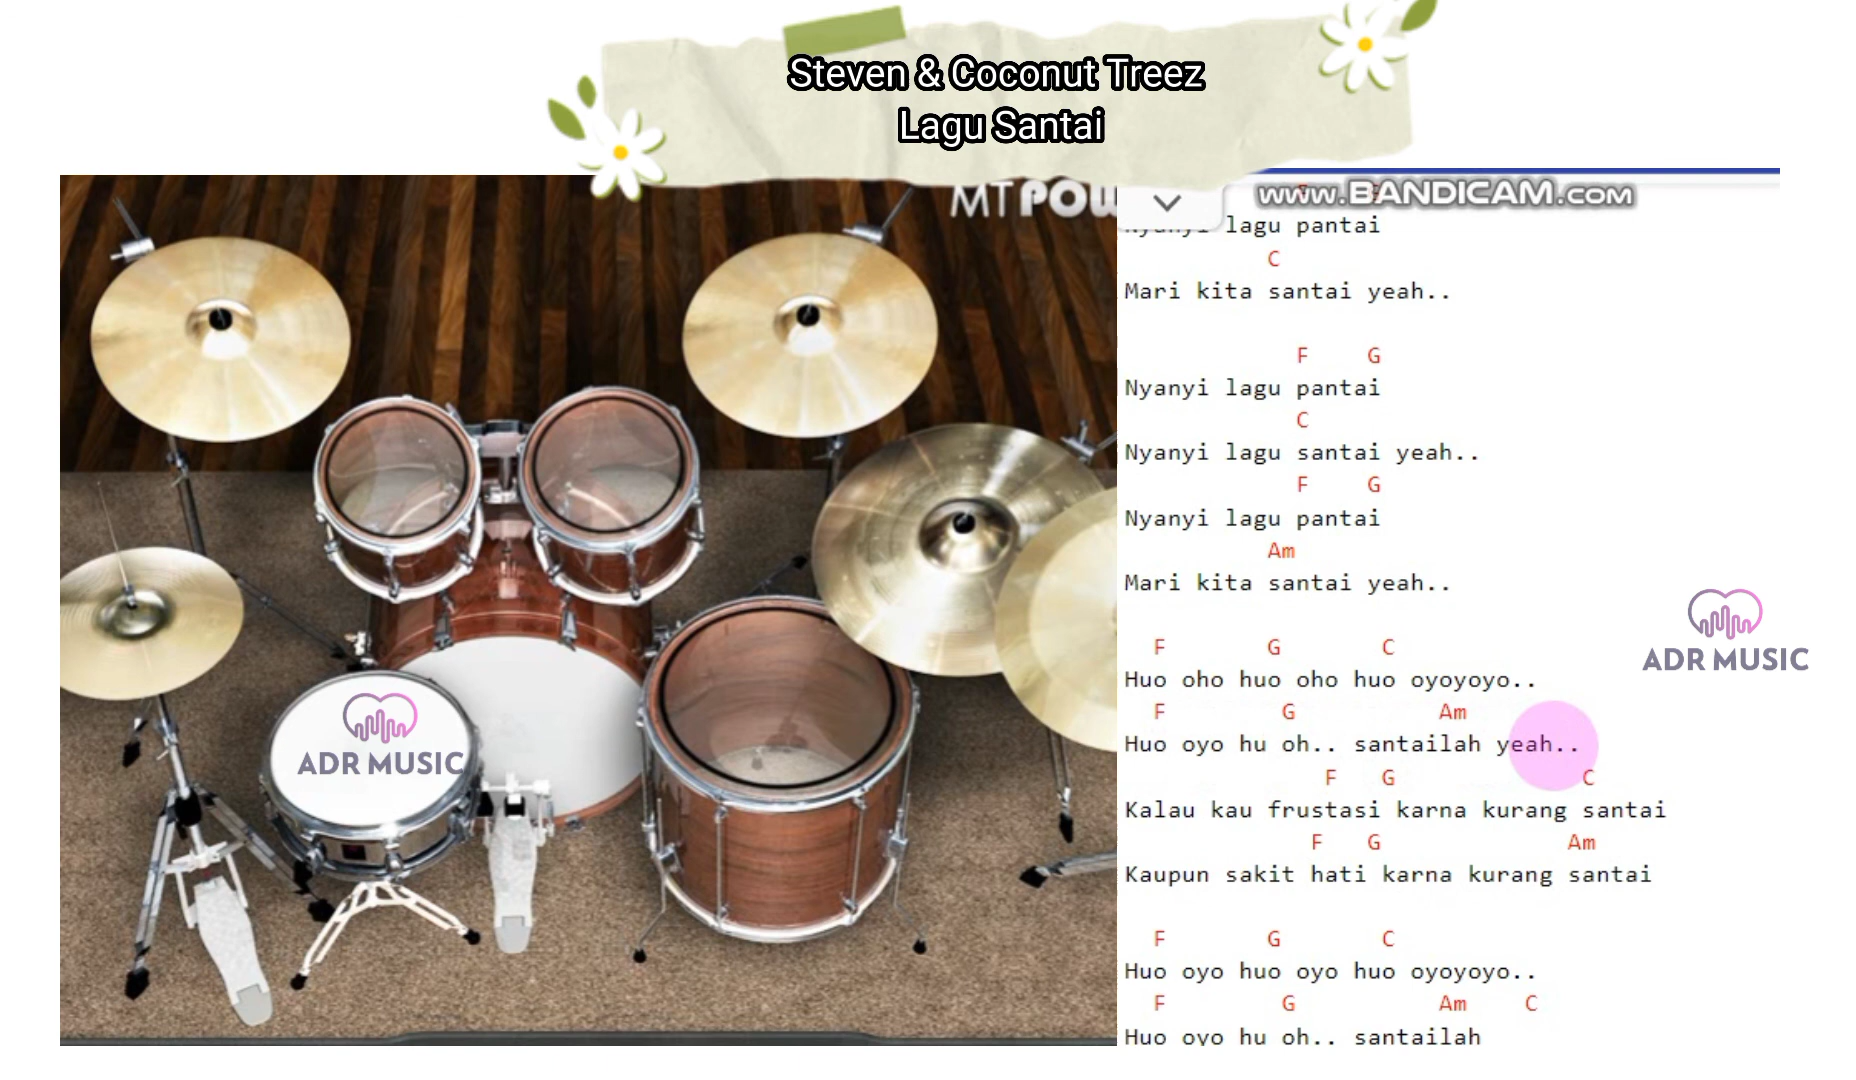 Steven & Coconut Treez
Lagu Santai
MT POW
www.BANDICAM.com
lagu pantai
C
Mari kita santai yeah..
F G
Nyanyi lagu pantai
C
Nyanyi lagu santai yeah..
F G
Nyanyi lagu pantai
Am
Mari kita santai yeah..
F G C
Huo oho huo oho huo oyoyoyo..
F G Am
Huo oyo hu oh.. santailah yeah..
F G C
Kalau kau frustasi karna kurang santai
F G Am
Kaupun sakit hati karna kurang santai
F G C
Huo oyo huo oyo huo oyoyoyo..
F G Am C
Huo oyo hu oh.. santailah
ADR MUSIC
ADR MUSIC